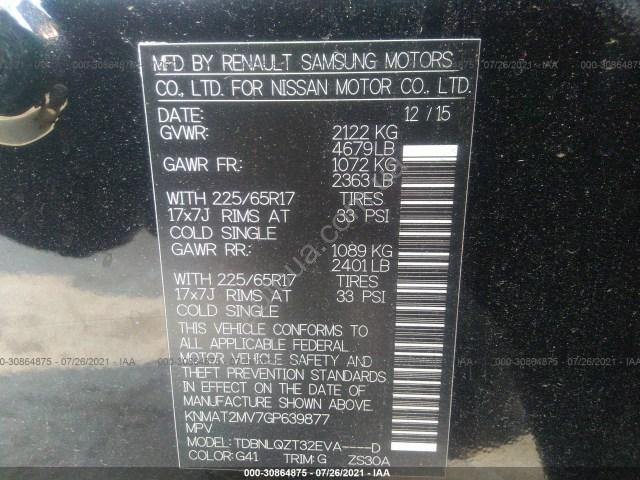 MFD BY RENAULT SAMSUNG MOTORS
CO., LTD. FOR NISSAN MOTOR CO., LTD.
DATE: 12 / 15
GVWR: 2122 KG
4679 LB
GAWR FR: 1072 KG
2363 LB
WITH 225/65R17 TIRES
17x7J RIMS AT 33 PSI
COLD SINGLE
GAWR RR: 1089 KG
2401 LB
WITH 225/65R17 TIRES
17x7J RIMS AT 33 PSI
COLD SINGLE
THIS VEHICLE CONFORMS TO
ALL APPLICABLE FEDERAL
MOTOR VEHICLE SAFETY AND
THEFT PREVENTION STANDARDS
IN EFFECT ON THE DATE OF
MANUFACTURE SHOWN ABOVE.
KNMAT2MV7GP639877
MPV
MODEL: TDBNLQZT32EVA----D
COLOR: G41 TRIM: G ZS30A
000-30864875 · 07/26/2021 - IAA